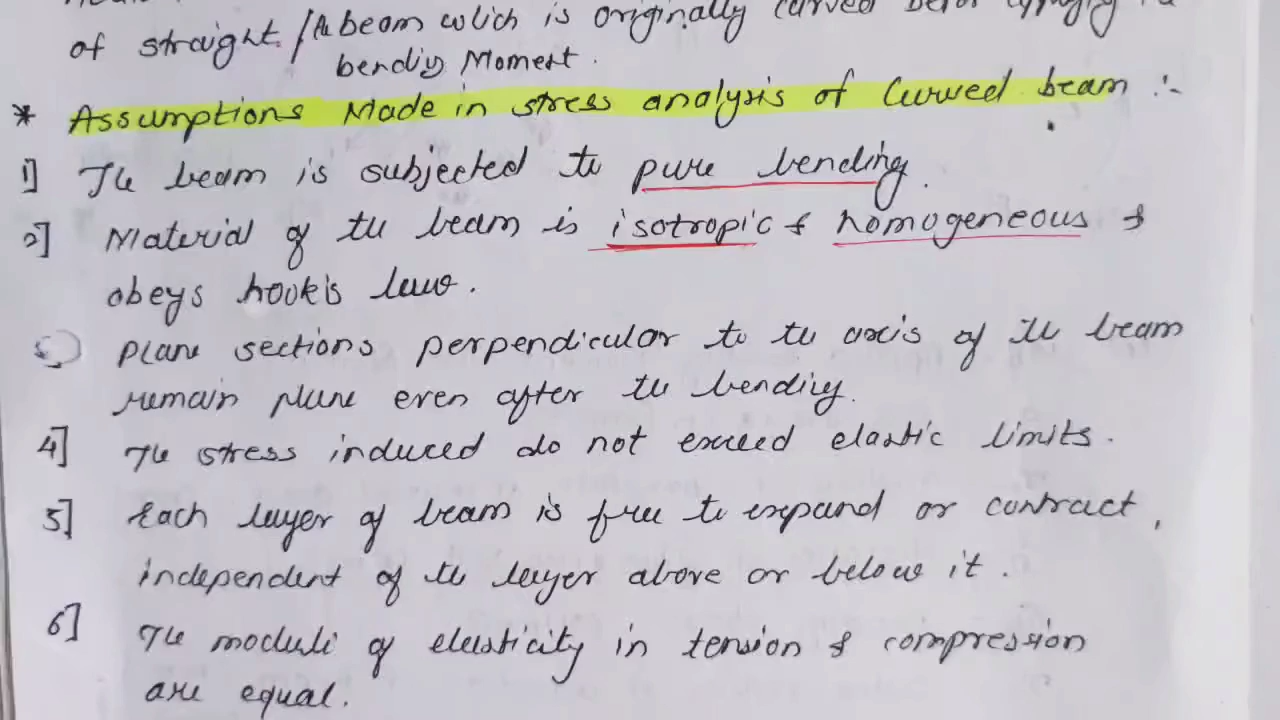 of straight. /A beam which is originally curved
bending Moment.
* Assumptions Made in stress analysis of Curved beam :-
1] The beam is subjected to pure bending.
2] Material of the beam is isotropic & homogeneous &
obeys hook's law.
plane sections perpendicular to the axis of the beam
remain plane even after the bending.
4] The stress induced do not exceed elastic limits.
5] Each layer of beam is free to expand or contract,
independent of the layer above or below it.
6] The moduli of elasticity in tension & compression
are equal.